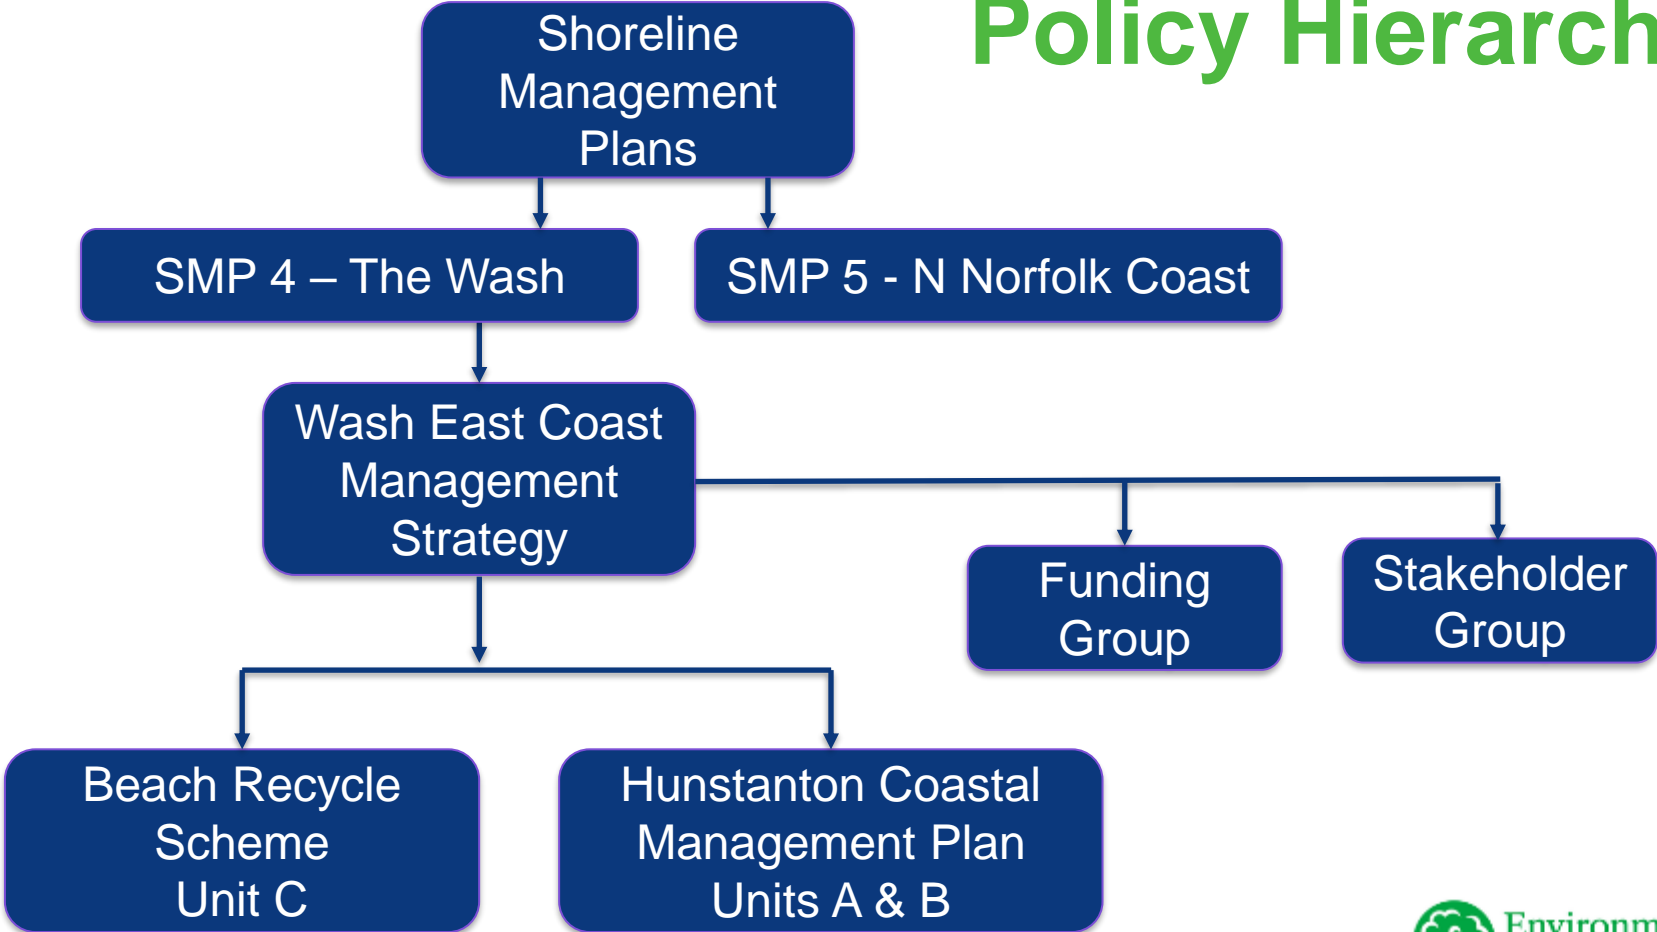 Policy Hierarch
Shoreline
Management
Plans
SMP 4 – The Wash
SMP 5 - N Norfolk Coast
Wash East Coast
Management
Strategy
Funding
Group
Stakeholder
Group
Beach Recycle
Scheme
Unit C
Hunstanton Coastal
Management Plan
Units A & B
Environm